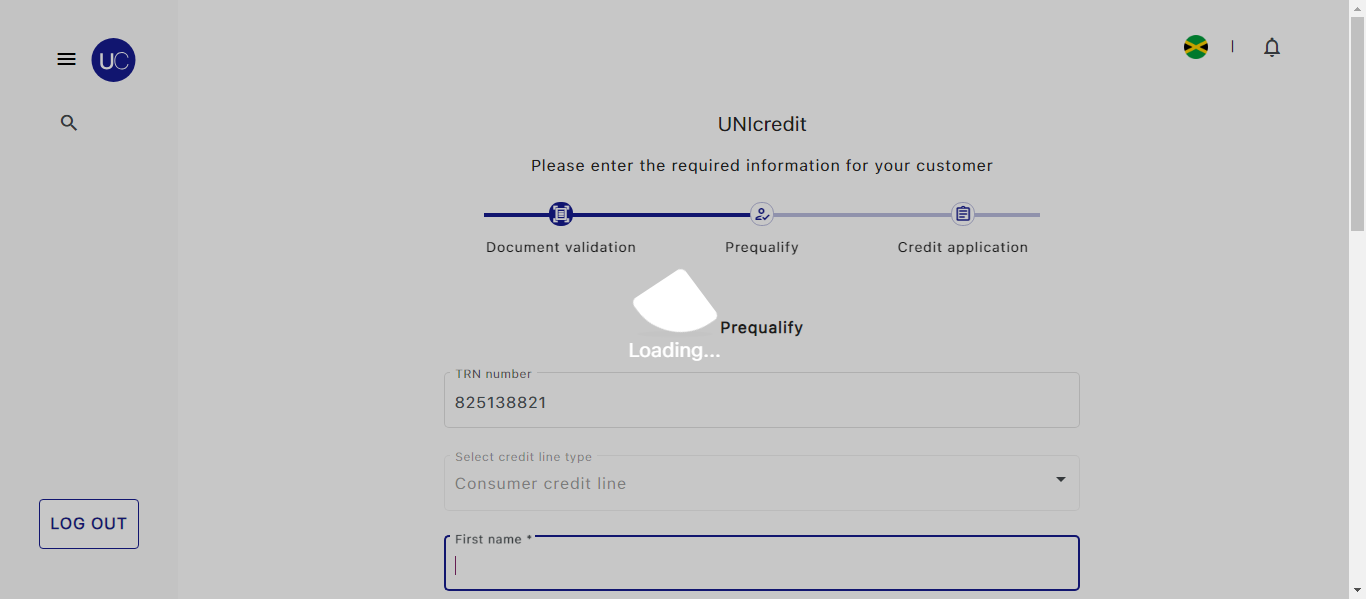 UC
UNIcredit
Please enter the required information for your customer
Document validation
Prequalify
Credit application
Prequalify
Loading...
TRN number
825138821
Select credit line type
Consumer credit line
First name *
LOG OUT